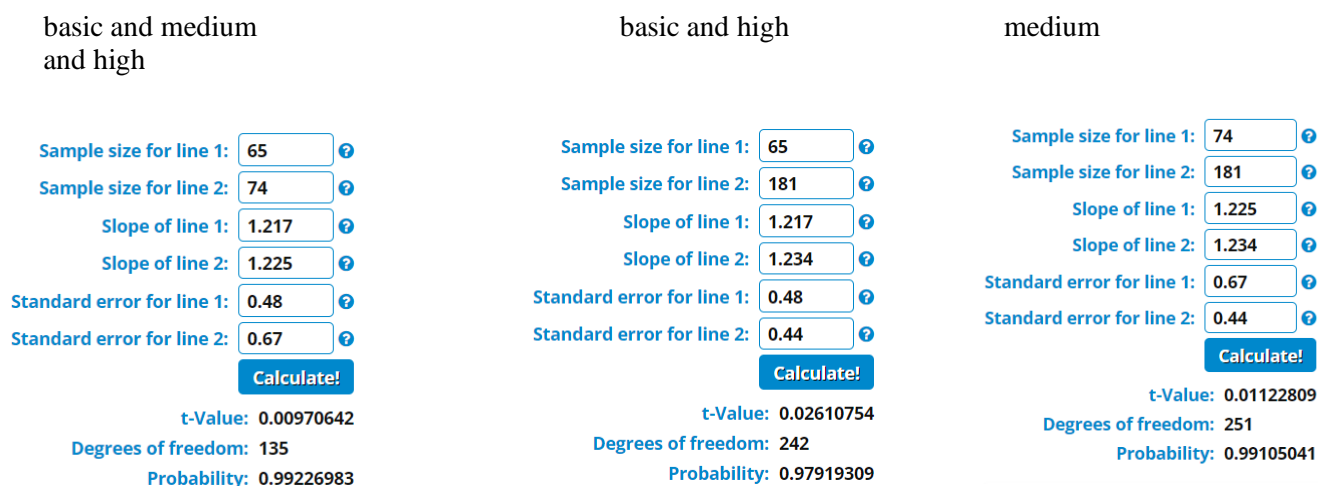 basic and medium
and high
Sample size for line 1: 65
Sample size for line 2: 74
Slope of line 1: 1.217
Slope of line 2: 1.225
Standard error for line 1: 0.48
Standard error for line 2: 0.67
Calculate!
t-Value: 0.00970642
Degrees of freedom: 135
Probability: 0.99226983
basic and high
Sample size for line 1: 65
Sample size for line 2: 181
Slope of line 1: 1.217
Slope of line 2: 1.234
Standard error for line 1: 0.48
Standard error for line 2: 0.44
Calculate!
t-Value: 0.02610754
Degrees of freedom: 242
Probability: 0.97919309
medium
Sample size for line 1: 74
Sample size for line 2: 181
Slope of line 1: 1.225
Slope of line 2: 1.234
Standard error for line 1: 0.67
Standard error for line 2: 0.44
Calculate!
t-Value: 0.01122809
Degrees of freedom: 251
Probability: 0.99105041